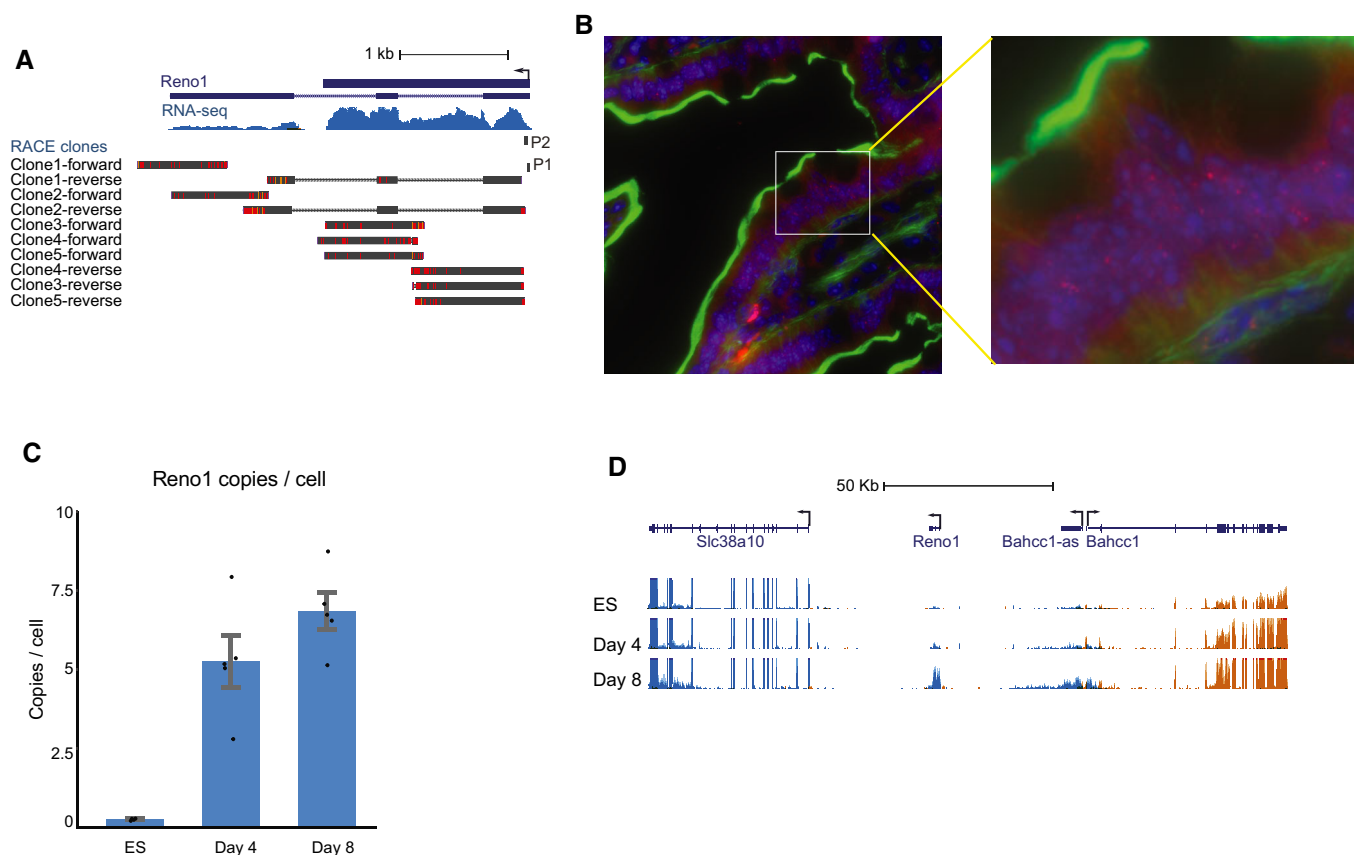 A
1 kb
Reno1
RNA-seq
P2
RACE clones
P1
Clone1-forward
Clone1-reverse
Clone2-forward
Clone2-reverse
Clone3-forward
Clone4-forward
Clone5-forward
Clone4-reverse
Clone3-reverse
Clone5-reverse
B
C
Reno1 copies / cell
Copies / cell
10
7.5
5
2.5
0
ES Day 4 Day 8
D
50 Kb
Slc38a10 Reno1 Bahcc1-as Bahcc1
ES
Day 4
Day 8